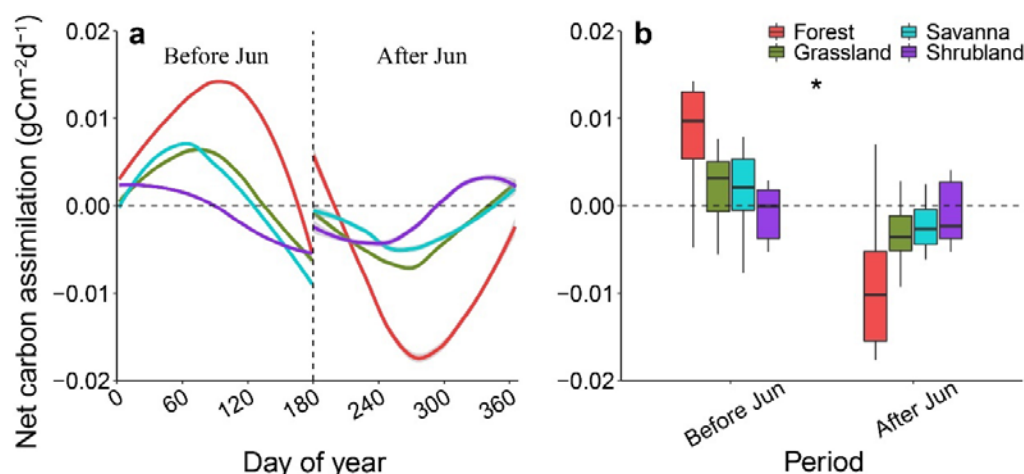 Net carbon assimilation (gCm⁻²d⁻¹)
a
Before Jun
After Jun
0.02
0.01
0.00
−0.01
−0.02
0
60
120
180
240
300
360
Day of year
b
Forest
Savanna
Grassland
Shrubland
*
0.02
0.01
0.00
−0.01
−0.02
Before Jun
After Jun
Period